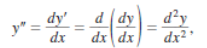 y″ = dy′/dx = d/dx (dy/dx) = d²y/dx²,